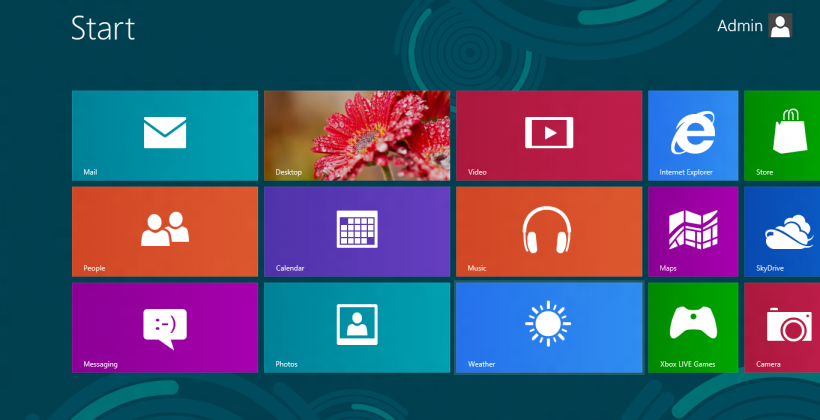 Start
Admin
Mail
Desktop
Video
Internet Explorer
Store
People
Calendar
Music
Maps
SkyDrive
Messaging
:-)
Photos
Weather
Xbox LIVE Games
Camera